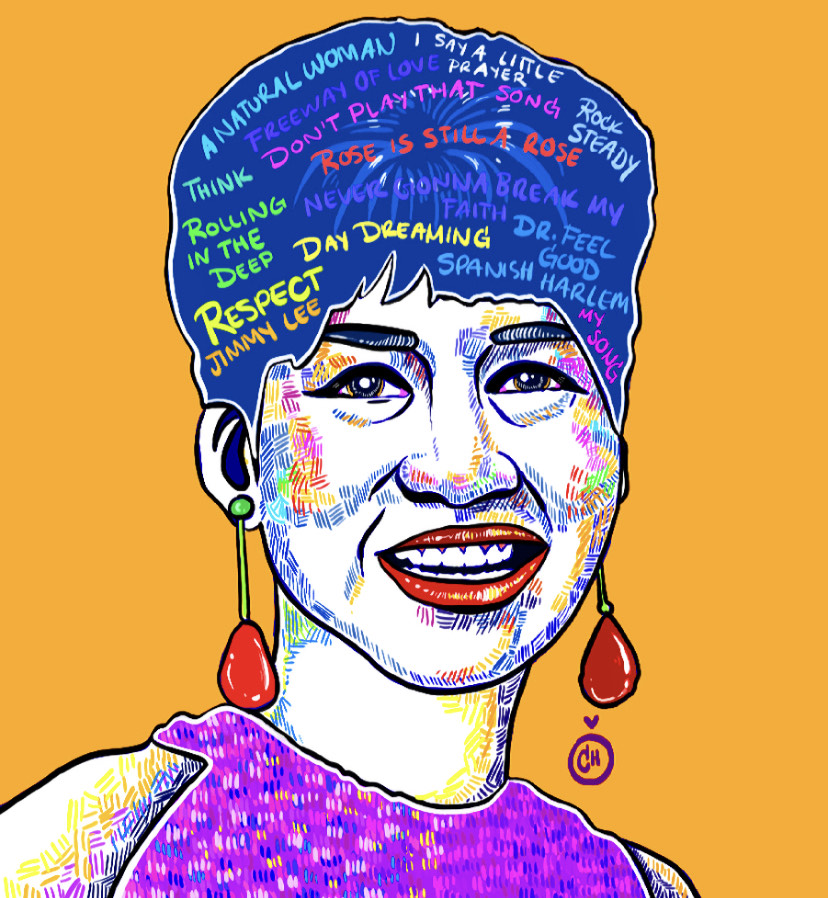 A NATURAL WOMAN
I SAY A LITTLE
PRAYER
FREEWAY OF LOVE
DON'T PLAY THAT SONG
ROCK
STEADY
ROSE IS STILL A ROSE
THINK
NEVER GONNA BREAK MY
FAITH
ROLLING
IN THE
DEEP
DAY DREAMING
DR. FEEL
GOOD
SPANISH HARLEM
RESPECT
JIMMY LEE
MY
SONG
CH